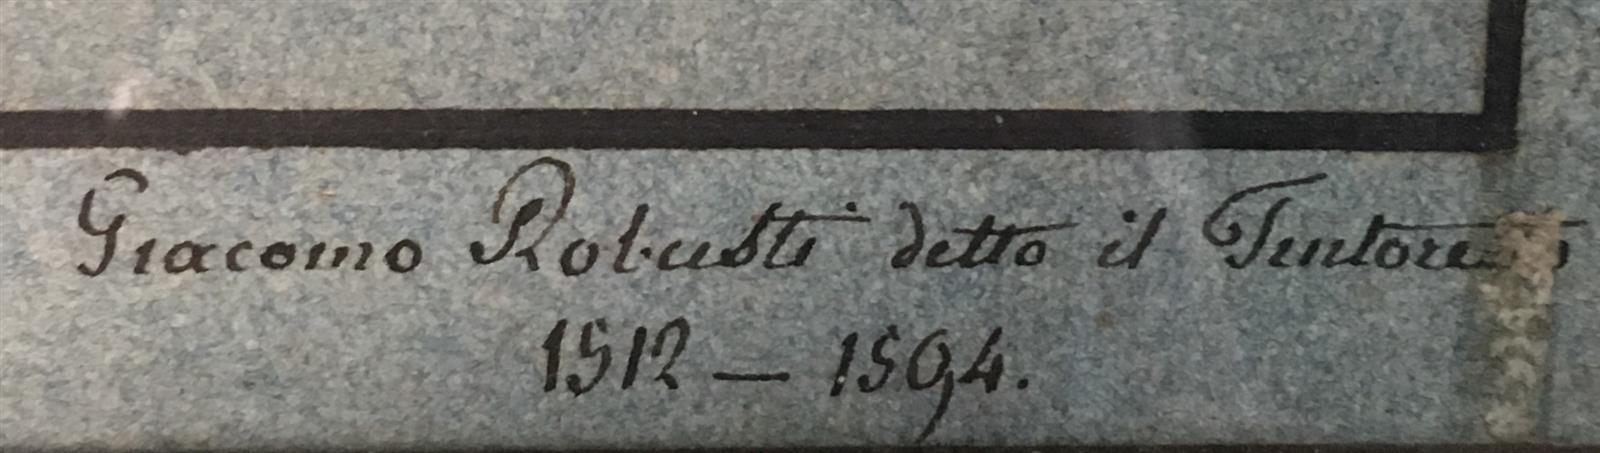 Giacomo Robusti detto il Tintoretto
1512 — 1594.